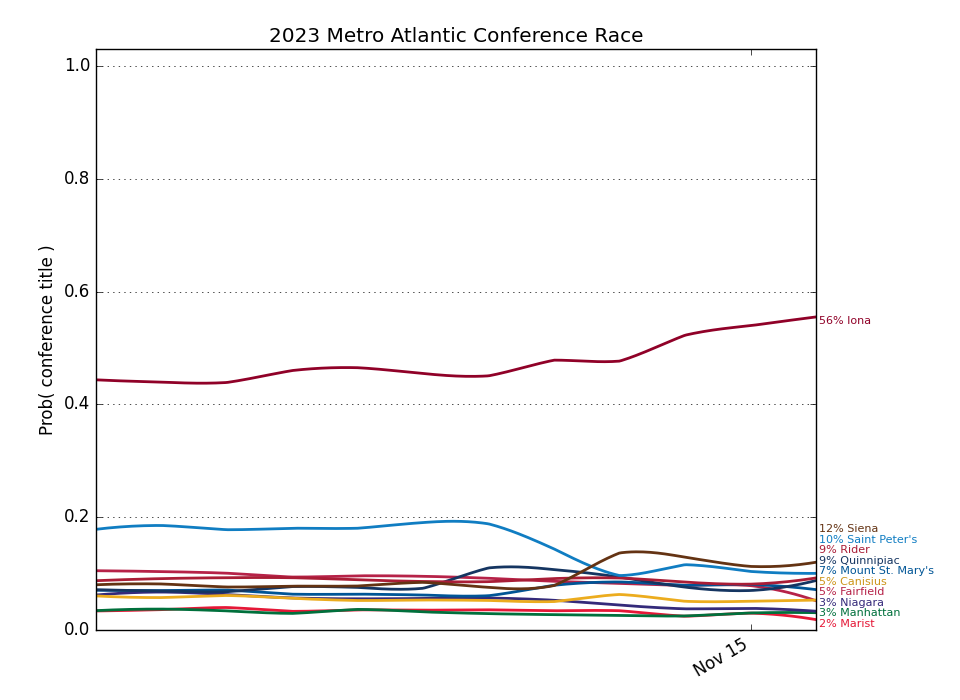 2023 Metro Atlantic Conference Race
Prob( conference title )
1.0
0.8
0.6
0.4
0.2
0.0
56% Iona
12% Siena
10% Saint Peter's
9% Rider
9% Quinnipiac
7% Mount St. Mary's
5% Canisius
5% Fairfield
3% Niagara
3% Manhattan
2% Marist
Nov 15